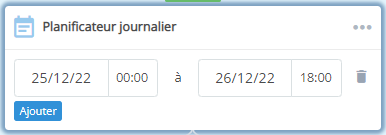 Planificateur journalier
25/12/22 00:00 à 26/12/22 18:00
Ajouter